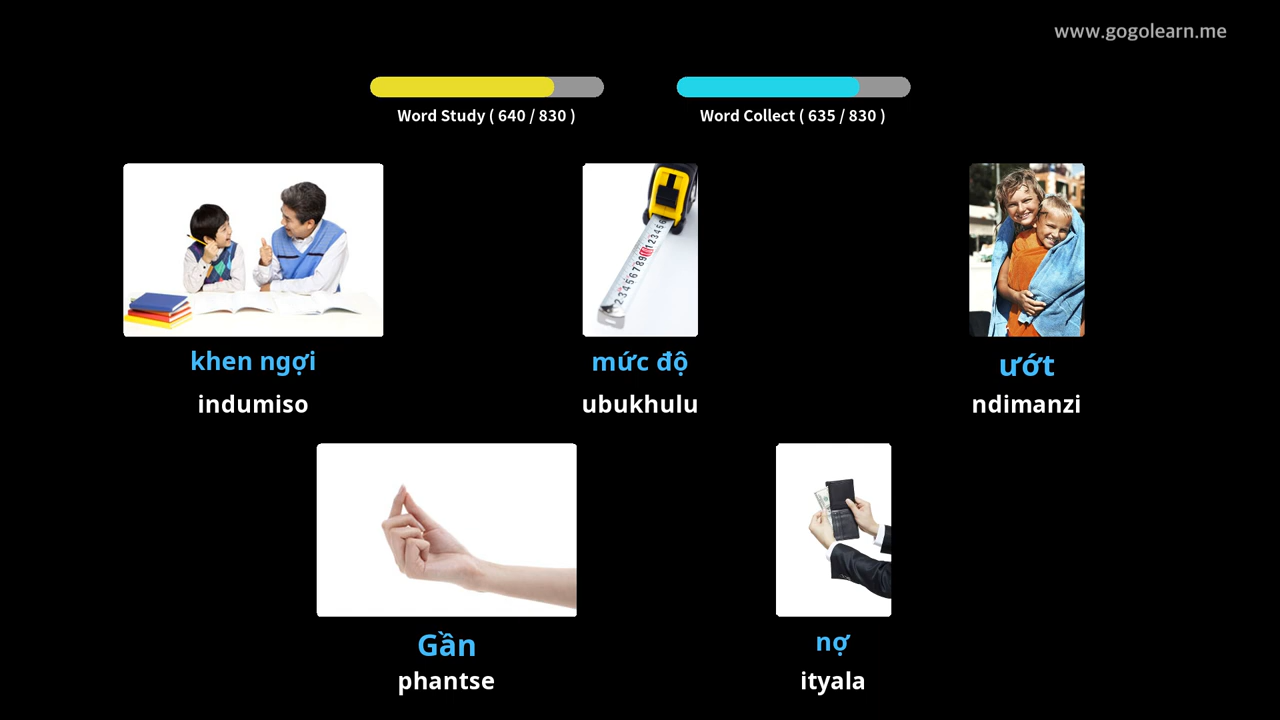 www.gogolearn.me
Word Study ( 640 / 830 )
Word Collect ( 635 / 830 )
khen ngợi
mức độ
ướt
indumiso
ubukhulu
ndimanzi
Gần
nợ
phantse
ityala